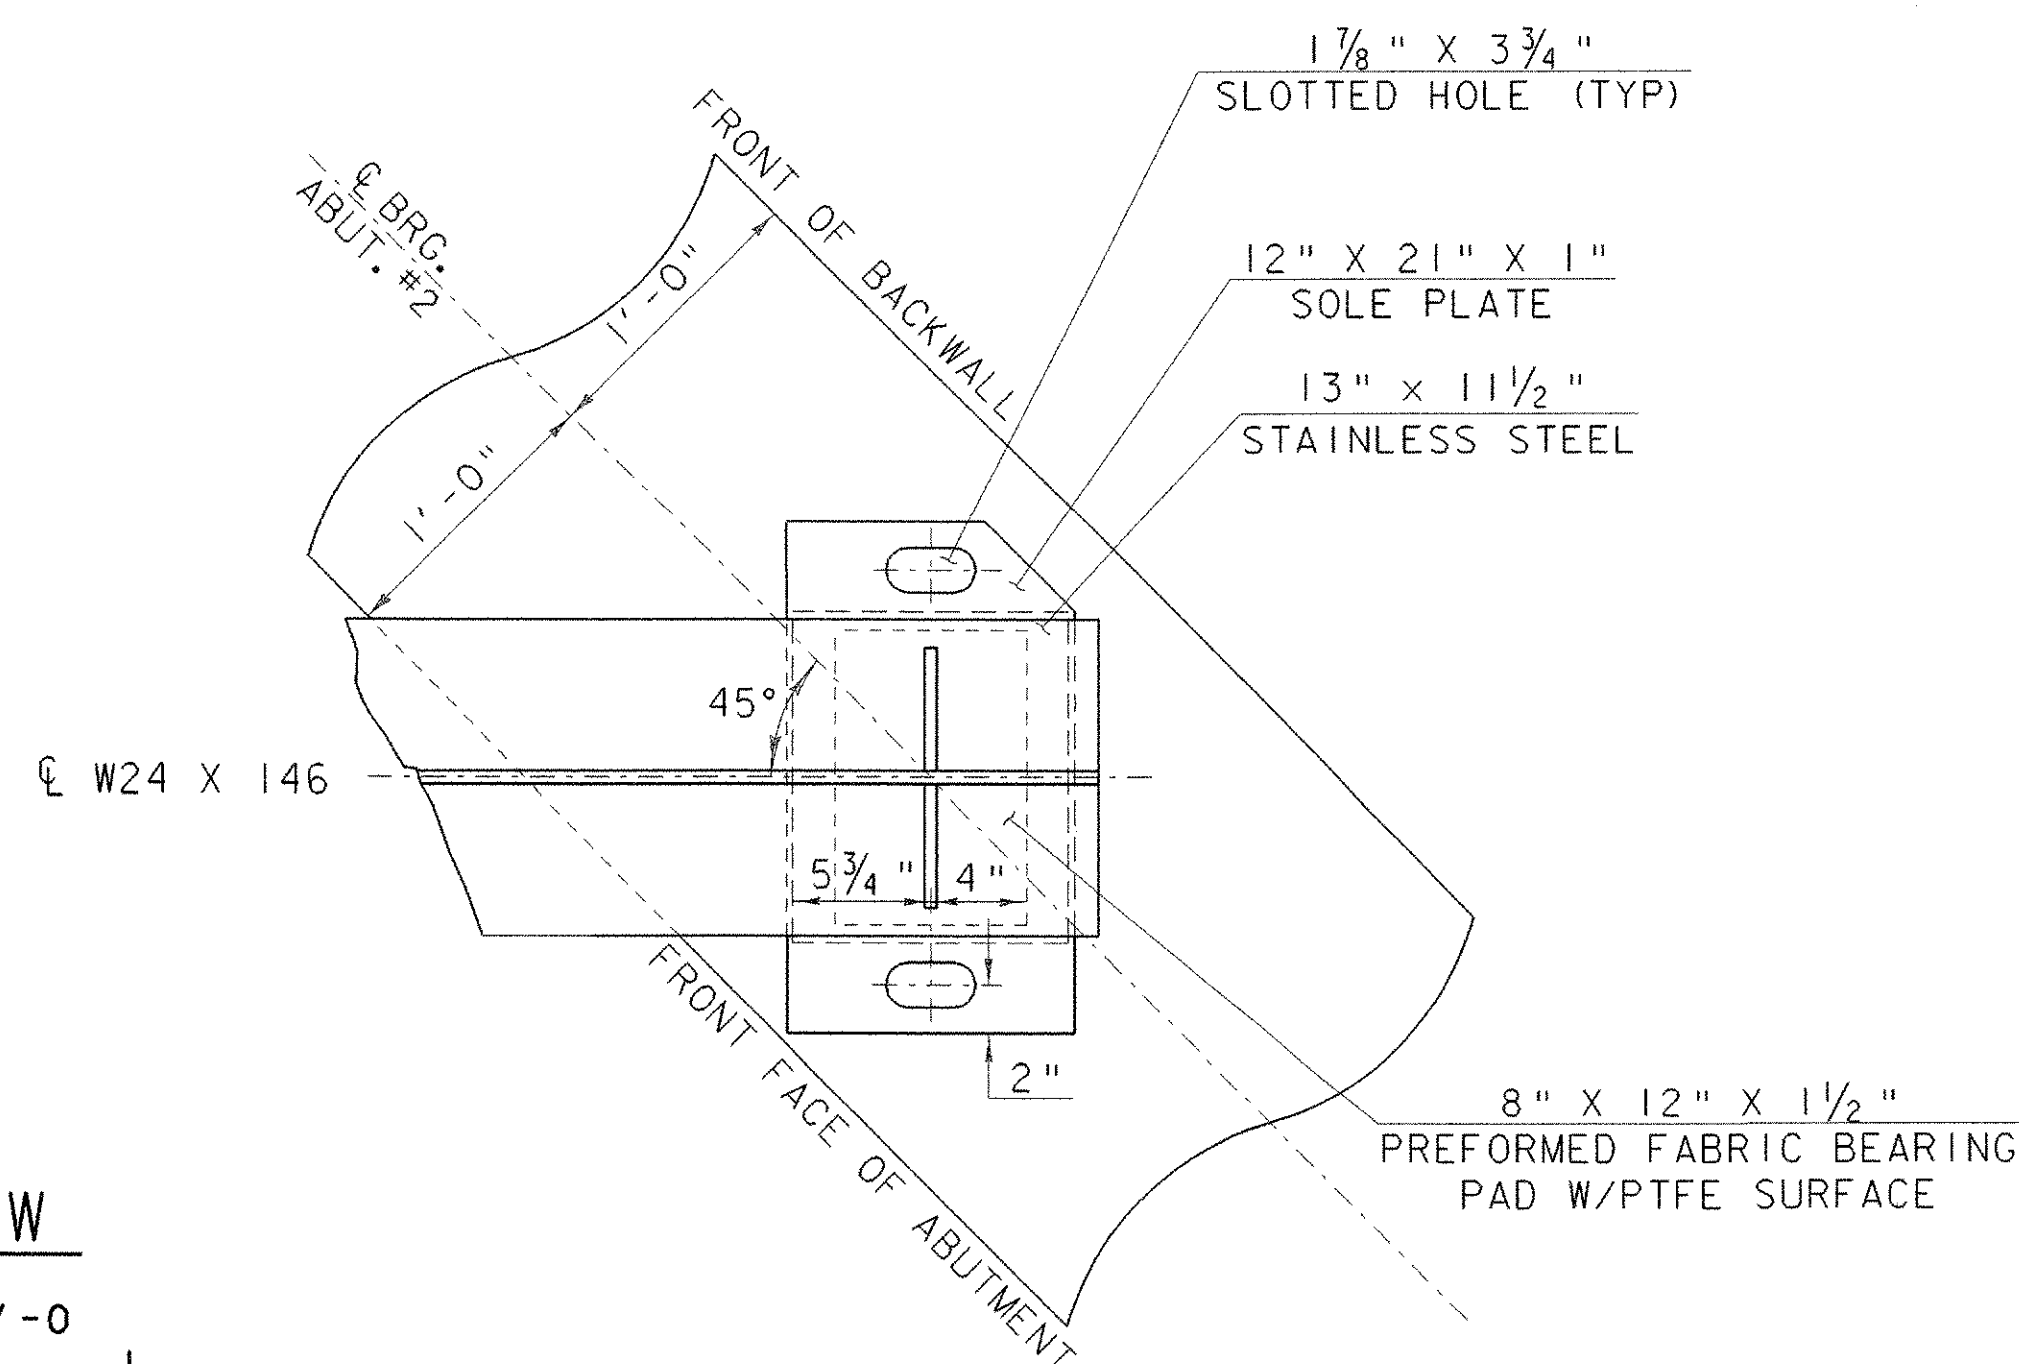 1 7/8 " X 3 3/4 "
SLOTTED HOLE (TYP)
12" X 21" X 1"
SOLE PLATE
13" x 11 1/2 "
STAINLESS STEEL
FRONT OF BACKWALL
℄ BRG.
ABUT. #2
1'-0"
1'-0"
45°
℄ W24 X 146
5 3/4 "
4"
2"
FRONT FACE OF ABUTMENT
8" X 12" X 1 1/2 "
PREFORMED FABRIC BEARING
PAD W/PTFE SURFACE
W
-0